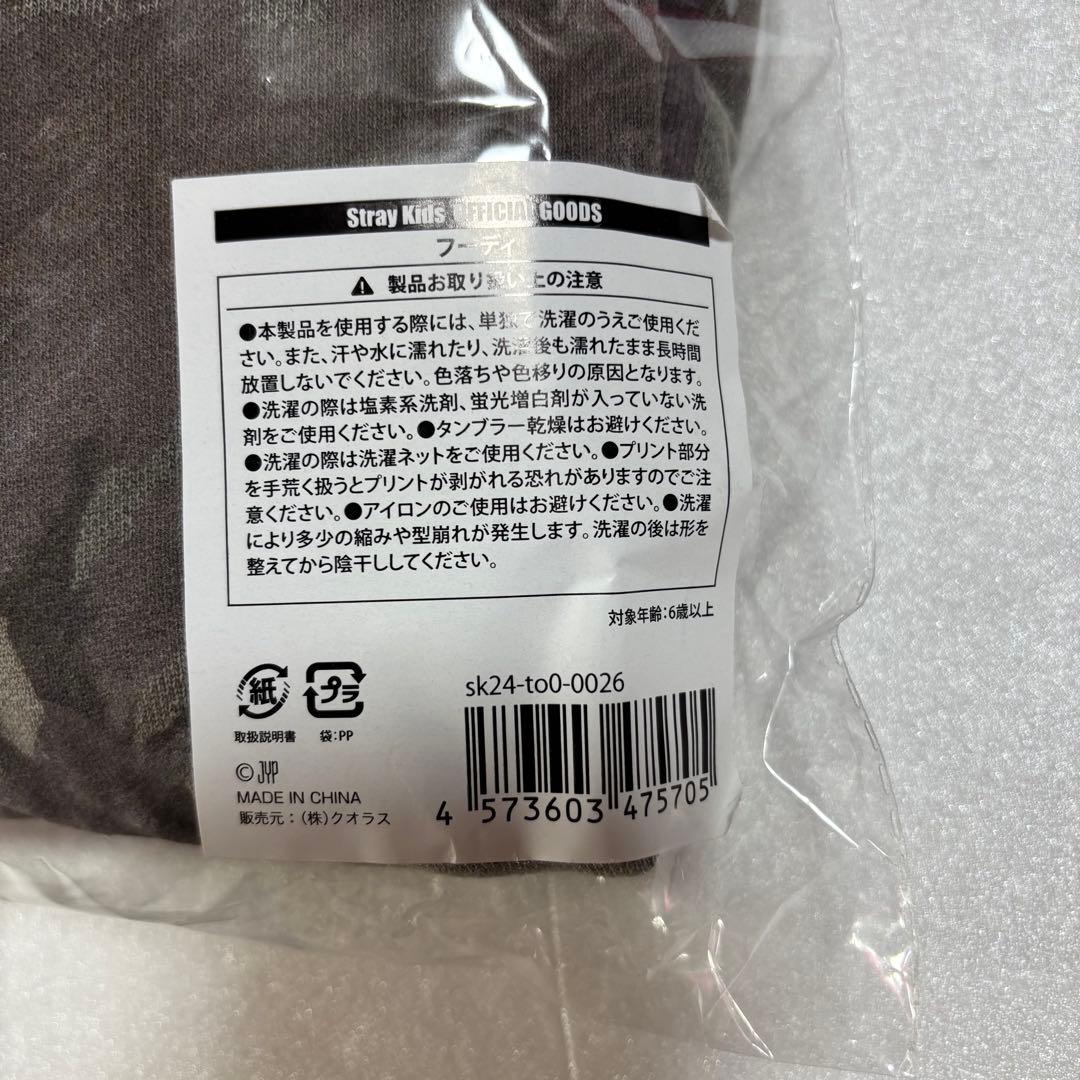 Stray Kids OFFICIAL GOODS
フーディ
製品お取り扱い上の注意
●本製品を使用する際には、単独で洗濯のうえご使用くだ
さい。また、汗や水に濡れたり、洗濯後も濡れたまま長時間
放置しないでください。色落ちや色移りの原因となります。
●洗濯の際は塩素系洗剤、蛍光増白剤が入っていない洗
剤をご使用ください。●タンブラー乾燥はお避けください。
●洗濯の際は洗濯ネットをご使用ください。●プリント部分
を手荒く扱うとプリントが剥がれる恐れがありますのでご注
意ください。●アイロンのご使用はお避けください。●洗濯
により多少の縮みや型崩れが発生します。洗濯の後は形を
整えてから陰干ししてください。
対象年齢:6歳以上
紙 プラ
取扱説明書 袋:PP
sk24-to0-0026
4 573603 475705
© JYP
MADE IN CHINA
販売元:(株)クオラス